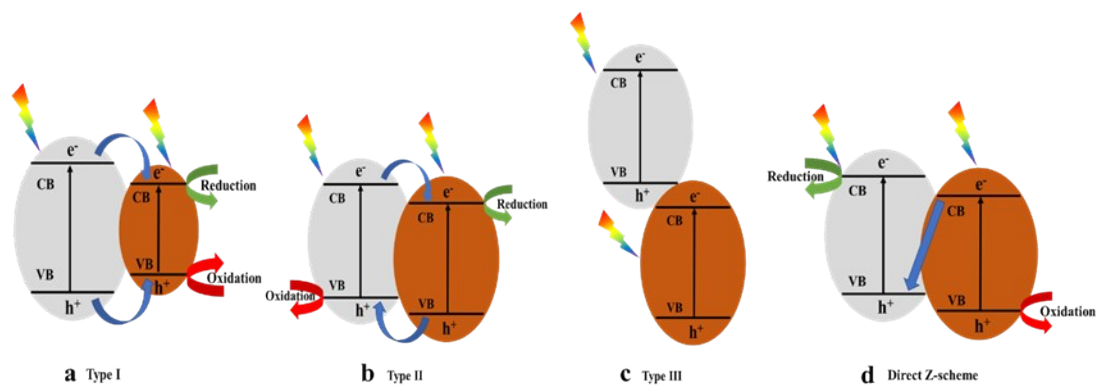 e-
CB
VB
h+
e-
CB
VB
h+
Reduction
Oxidation
a Type I
e-
CB
VB
h+
Oxidation
e-
CB
VB
h+
Reduction
b Type II
e-
CB
VB
h+
e-
CB
VB
h+
c Type III
Reduction
e-
CB
VB
h+
e-
CB
VB
h+
Oxidation
d Direct Z-scheme